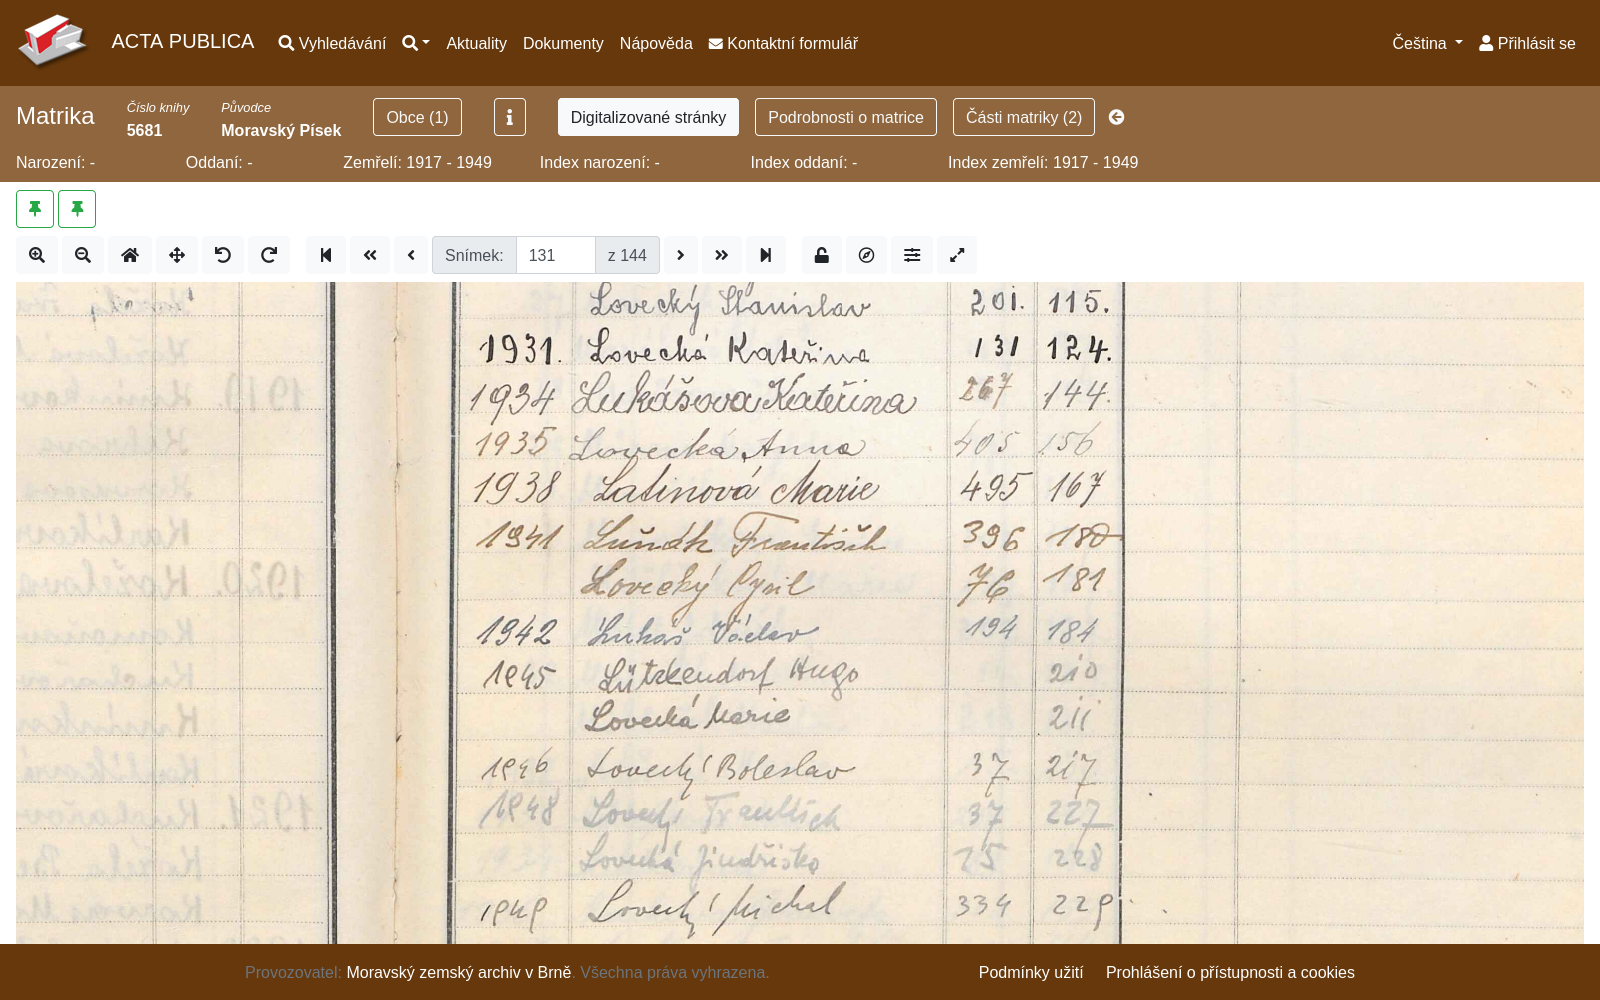 ACTA PUBLICA Vyhledávání Aktuality Dokumenty Nápověda Kontaktní formulář Čeština Přihlásit se
Matrika Číslo knihy 5681 Původce Moravský Písek Obce (1) Digitalizované stránky Podrobnosti o matrice Části matriky (2)
Narození: - Oddaní: - Zemřelí: 1917 - 1949 Index narození: - Index oddaní: - Index zemřelí: 1917 - 1949
Snímek: 131 z 144
Lovecký Stanislav 201. 115.
1931. Lovecká Kateřina 131 124.
1934 Lukášova Kateřina 267 144.
1935 Lovecká Anna 405 156
1938 Latinová Marie 495 167
1941 Luňák František 396 180
Lovecký Cyril 76 181
1942 Lukáš Václav 194 184
1945 Lützkendorf Hugo 210
Lovecká Marie 211
1946 Lovecký Boleslav 37 217
1948 Lovecký František 37 227
Lovecká Jindřiška 25 228
1949 Lovecký Michal 334 229
Provozovatel: Moravský zemský archiv v Brně. Všechna práva vyhrazena. Podmínky užití Prohlášení o přístupnosti a cookies